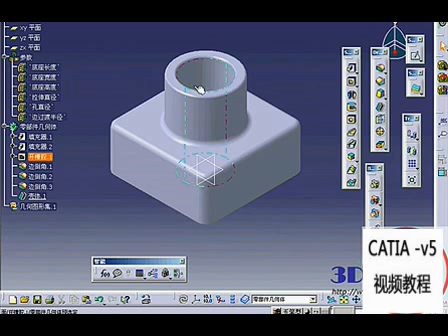 xy 平面
yz 平面
zx 平面
参数
`底座长度`
`底座宽度`
`底座高度`
`拉伸直径`
`孔直径`
`边过渡半径`
零部件几何体
填充器.1
填充器.2
边倒角.1
边倒角.2
边倒角.3
壳体.1
几何图形集.1
CATIA -v5
视频教程
3D
http://w
零部件几何体